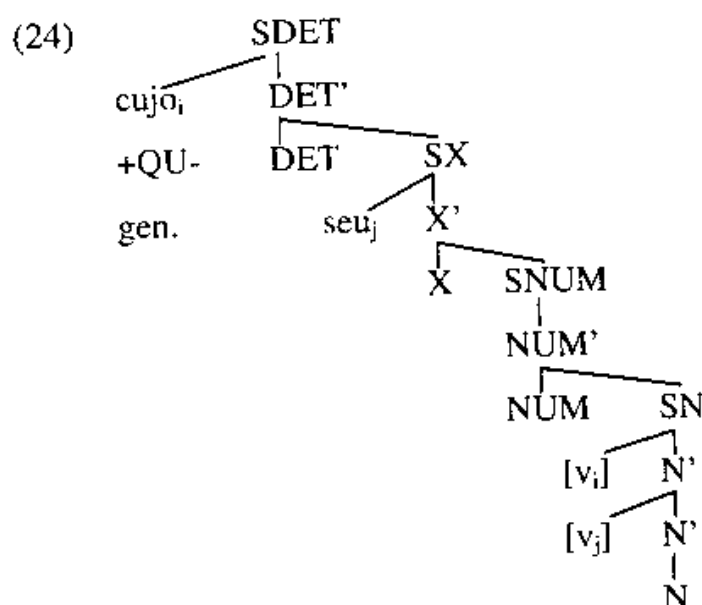 (24) SDET
cujoᵢ DET'
+QU- DET SX
gen. seuⱼ X'
X SNUM
NUM'
NUM SN
[vᵢ] N'
[vⱼ] N'
N